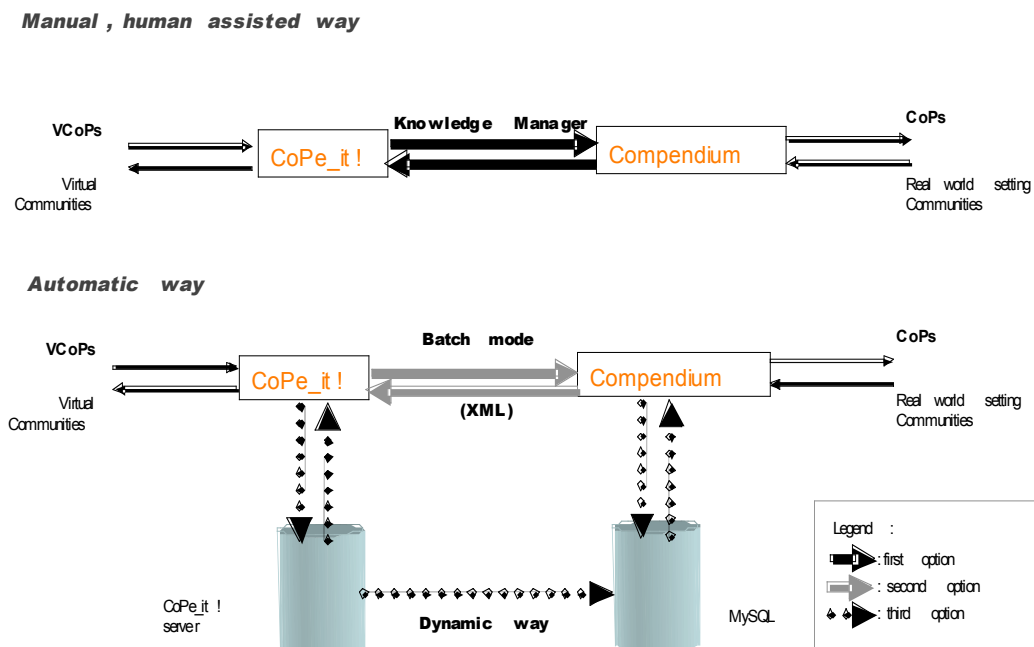 Manual , human assisted way
VCoPs
Knowledge Manager
CoPs
CoPe_it !
Compendium
Virtual
Communities
Real world setting
Communities
Automatic way
VCoPs
Batch mode
CoPs
CoPe_it !
Compendium
(XML)
Virtual
Communities
Real world setting
Communities
Legend :
: first option
: second option
: third option
CoPe_it !
server
Dynamic way
MySQL